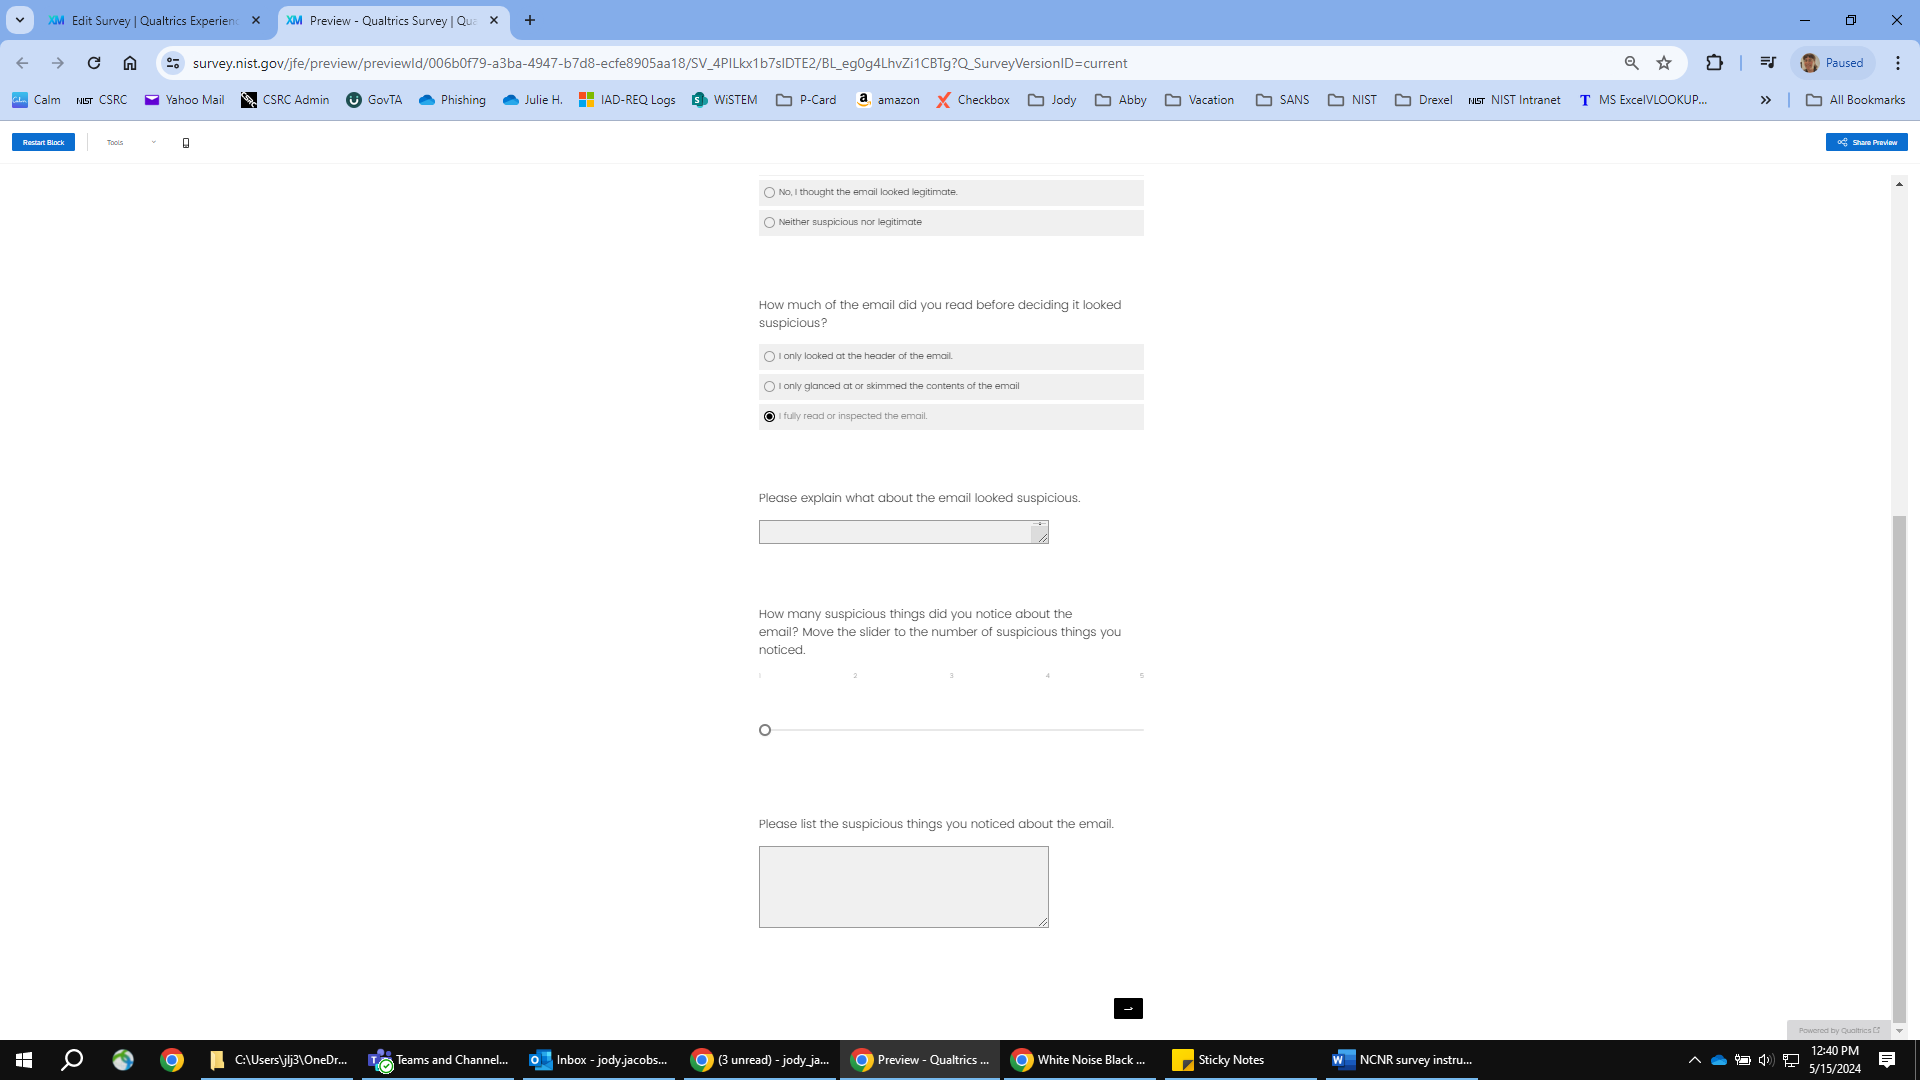 Edit Survey | Qualtrics Experienc
Preview - Qualtrics Survey | Qua
survey.nist.gov/jfe/preview/previewId/006b0f79-a3ba-4947-b7d8-ecfe8905aa18/SV_4PILkx1b7sIDTE2/BL_eg0g4LhvZi1CBTg?Q_SurveyVersionID=current
Paused
Calm
NIST CSRC
Yahoo Mail
CSRC Admin
GovTA
Phishing
Julie H.
IAD-REQ Logs
WiSTEM
P-Card
amazon
Checkbox
Jody
Abby
Vacation
SANS
NIST
Drexel
NIST NIST Intranet
MS ExcelVLOOKUP...
All Bookmarks
Restart Block
Tools
Share Preview
No, I thought the email looked legitimate.
Neither suspicious nor legitimate
How much of the email did you read before deciding it looked
suspicious?
I only looked at the header of the email.
I only glanced at or skimmed the contents of the email
I fully read or inspected the email.
Please explain what about the email looked suspicious.
How many suspicious things did you notice about the
email? Move the slider to the number of suspicious things you
noticed.
1 2 3 4 5
Please list the suspicious things you noticed about the email.
Powered by Qualtrics
C:\Users\jlj3\OneDr...
Teams and Channel...
Inbox - jody.jacobs...
(3 unread) - jody_ja...
Preview - Qualtrics ...
White Noise Black ...
Sticky Notes
NCNR survey instru...
12:40 PM
5/15/2024